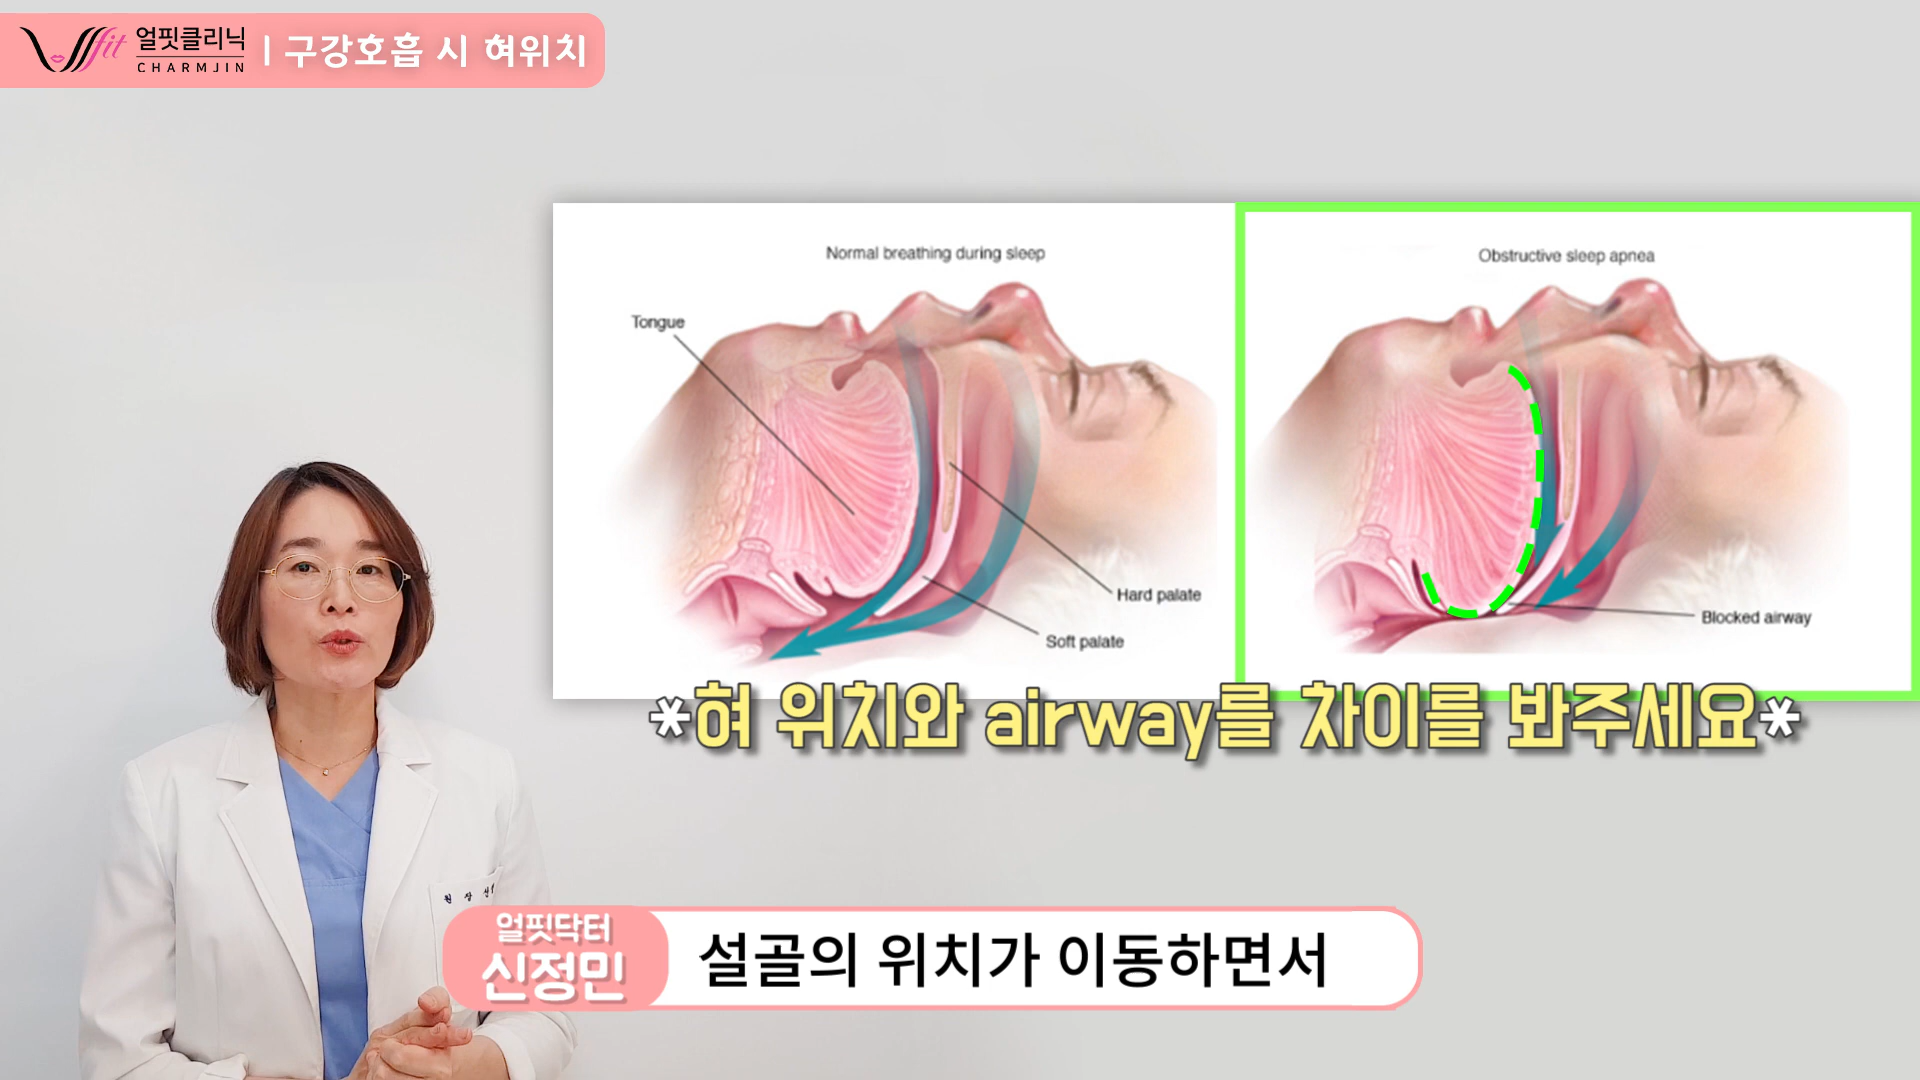 fit 얼핏클리닉
CHARMJIN
| 구강호흡 시 혀위치
Normal breathing during sleep
Tongue
Hard palate
Soft palate
Obstructive sleep apnea
Blocked airway
*혀 위치와 airway를 차이를 봐주세요*
원장 신
얼핏닥터
신정민
설골의 위치가 이동하면서